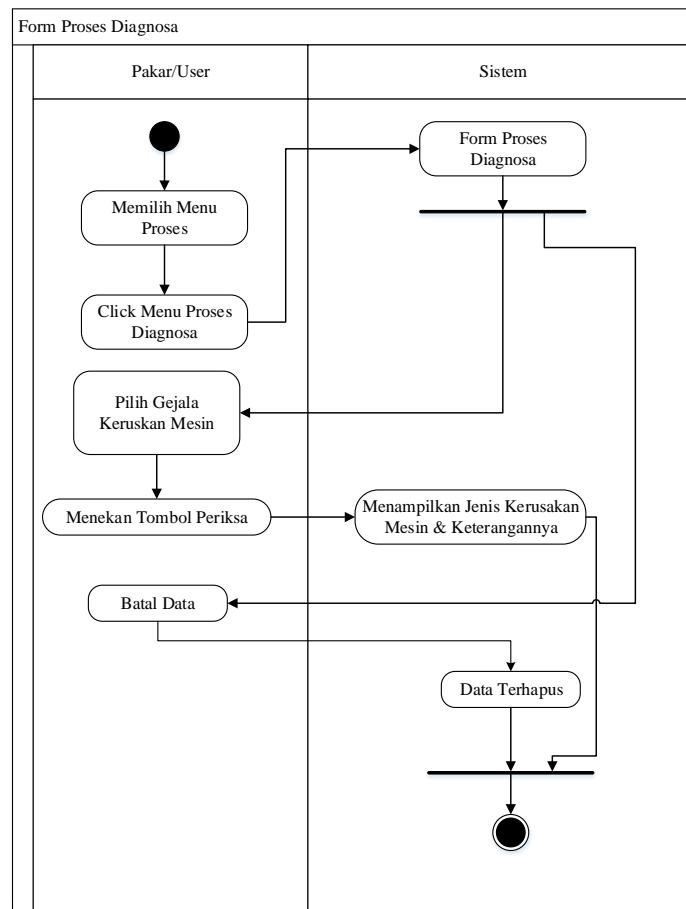 Form Proses Diagnosa
Pakar/User
Sistem
Form Proses
Diagnosa
Memilih Menu
Proses
Click Menu Proses
Diagnosa
Pilih Gejala
Keruskan Mesin
Menekan Tombol Periksa
Menampilkan Jenis Kerusakan
Mesin & Keterangannya
Batal Data
Data Terhapus